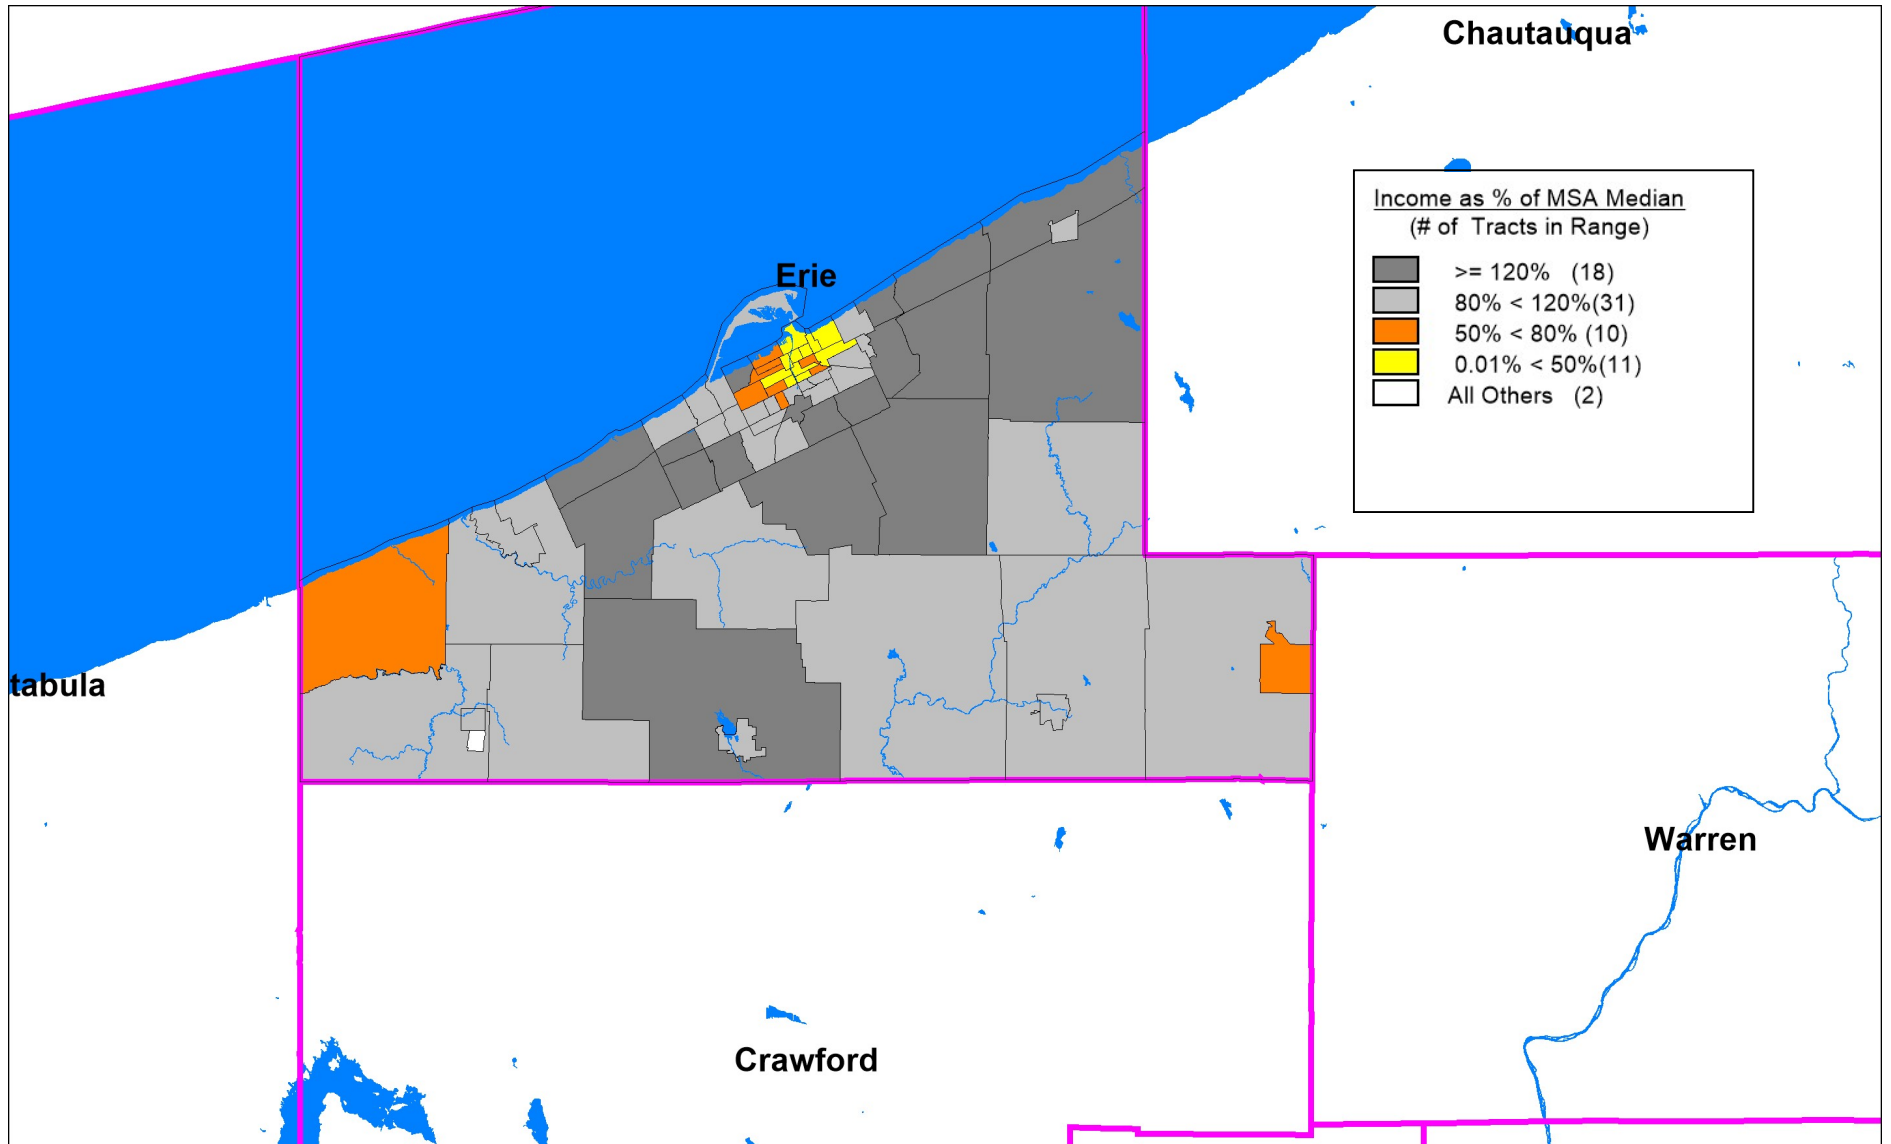 Chautauqua
Income as % of MSA Median
(# of Tracts in Range)
>= 120% (18)
80% < 120%(31)
50% < 80% (10)
0.01% < 50%(11)
All Others (2)
Erie
tabula
Warren
Crawford